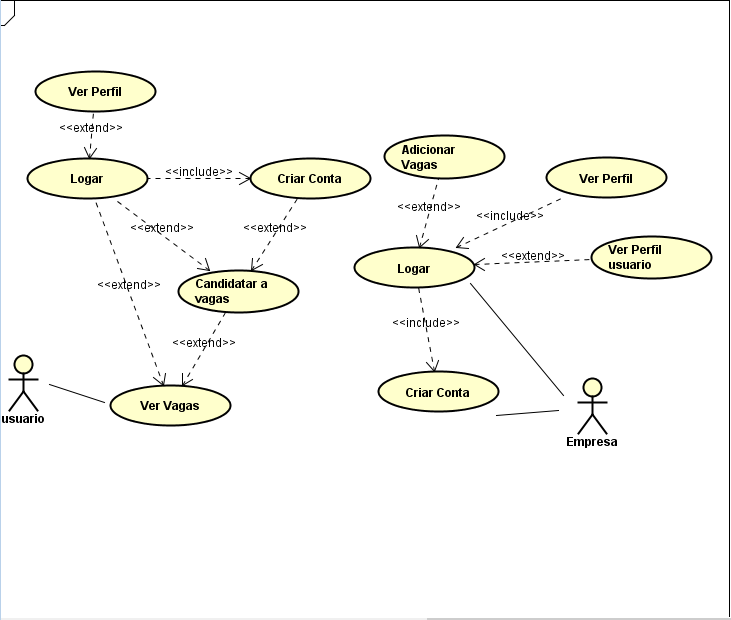 Ver Perfil
<<extend>>
Logar
<<include>>
Criar Conta
<<extend>>
<<extend>>
<<extend>>
Candidatar a
vagas
<<extend>>
usuario
Ver Vagas
Adicionar
Vagas
Ver Perfil
<<extend>>
<<include>>
Ver Perfil
usuario
<<extend>>
Logar
<<include>>
Criar Conta
Empresa